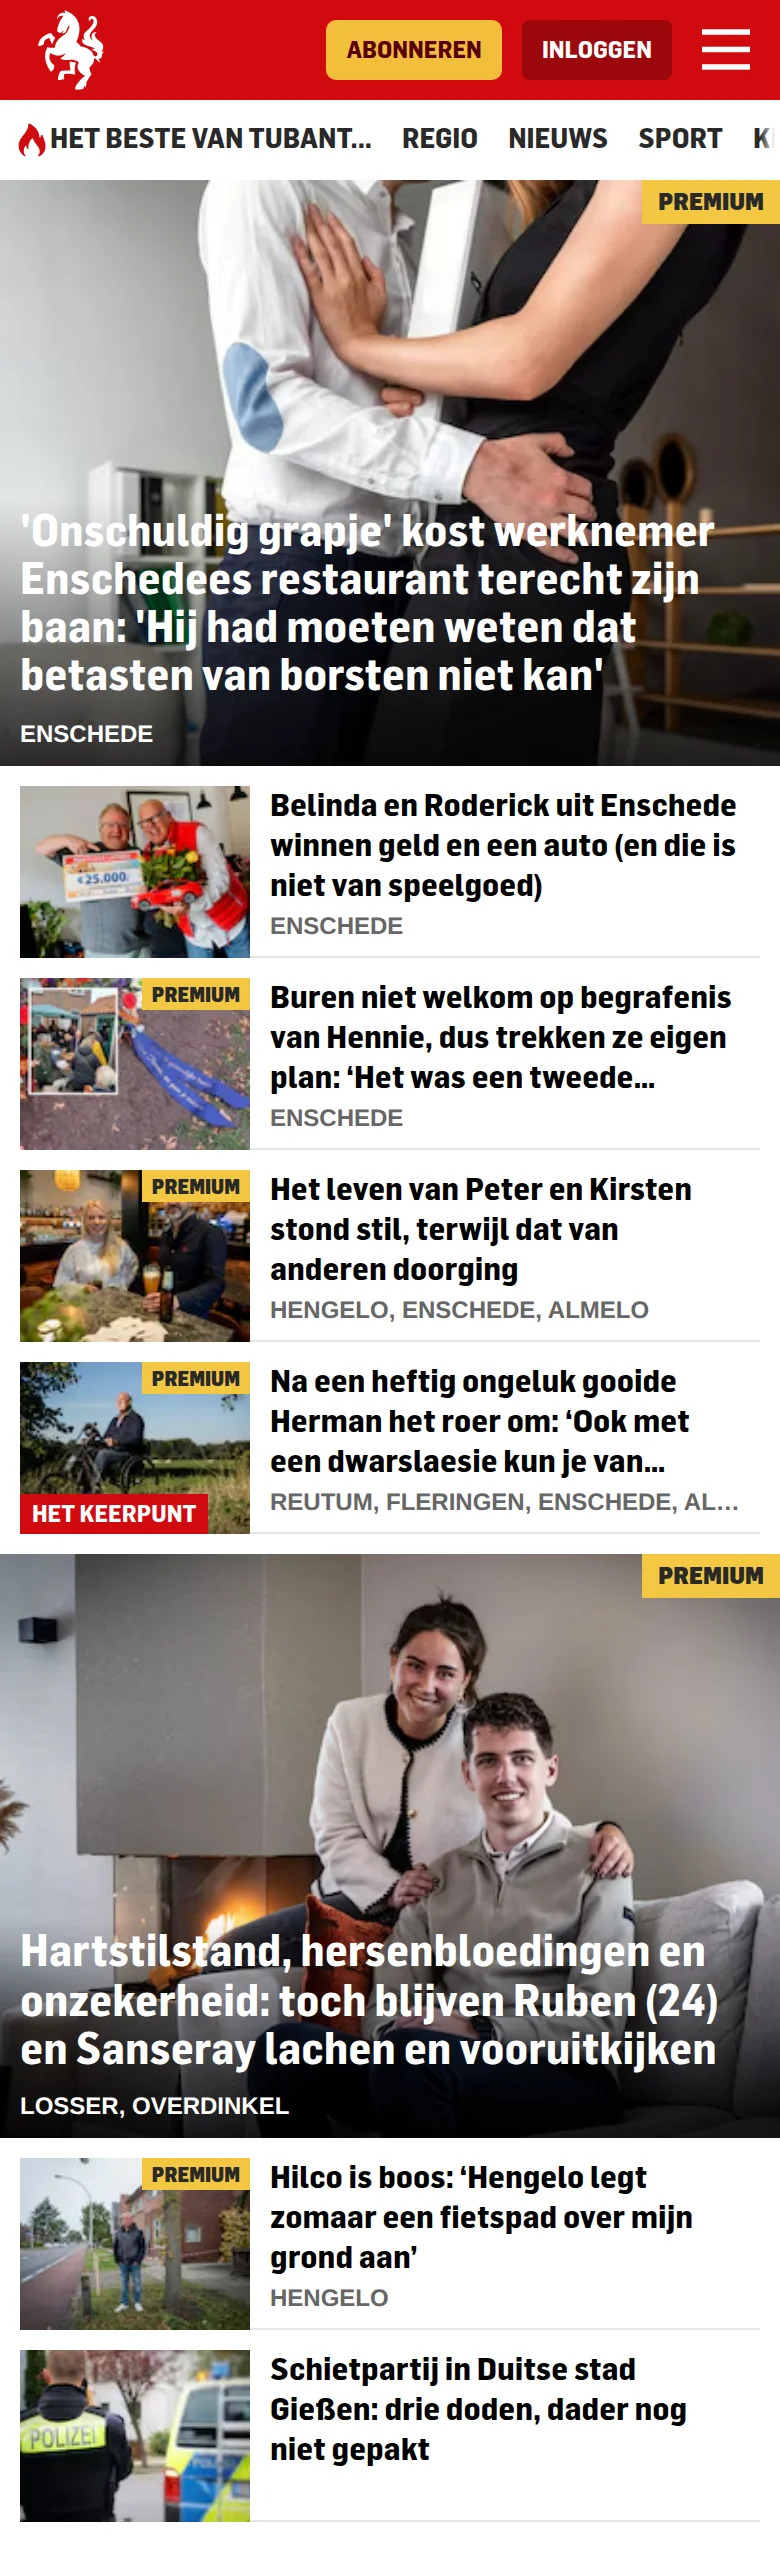 ABONNEREN
INLOGGEN
HET BESTE VAN TUBANT...
REGIO
NIEUWS
SPORT
PREMIUM
'Onschuldig grapje' kost werknemer
Enschedees restaurant terecht zijn
baan: 'Hij had moeten weten dat
betasten van borsten niet kan'
ENSCHEDE
€25.000,-
Belinda en Roderick uit Enschede
winnen geld en een auto (en die is
niet van speelgoed)
ENSCHEDE
PREMIUM
Buren niet welkom op begrafenis
van Hennie, dus trekken ze eigen
plan: ‘Het was een tweede...
ENSCHEDE
PREMIUM
Het leven van Peter en Kirsten
stond stil, terwijl dat van
anderen doorging
HENGELO, ENSCHEDE, ALMELO
PREMIUM
HET KEERPUNT
Na een heftig ongeluk gooide
Herman het roer om: ‘Ook met
een dwarslaesie kun je van...
REUTUM, FLERINGEN, ENSCHEDE, AL...
PREMIUM
Hartstilstand, hersenbloedingen en
onzekerheid: toch blijven Ruben (24)
en Sanseray lachen en vooruitkijken
LOSSER, OVERDINKEL
PREMIUM
Hilco is boos: ‘Hengelo legt
zomaar een fietspad over mijn
grond aan’
HENGELO
POLIZEI
Schietpartij in Duitse stad
Gießen: drie doden, dader nog
niet gepakt